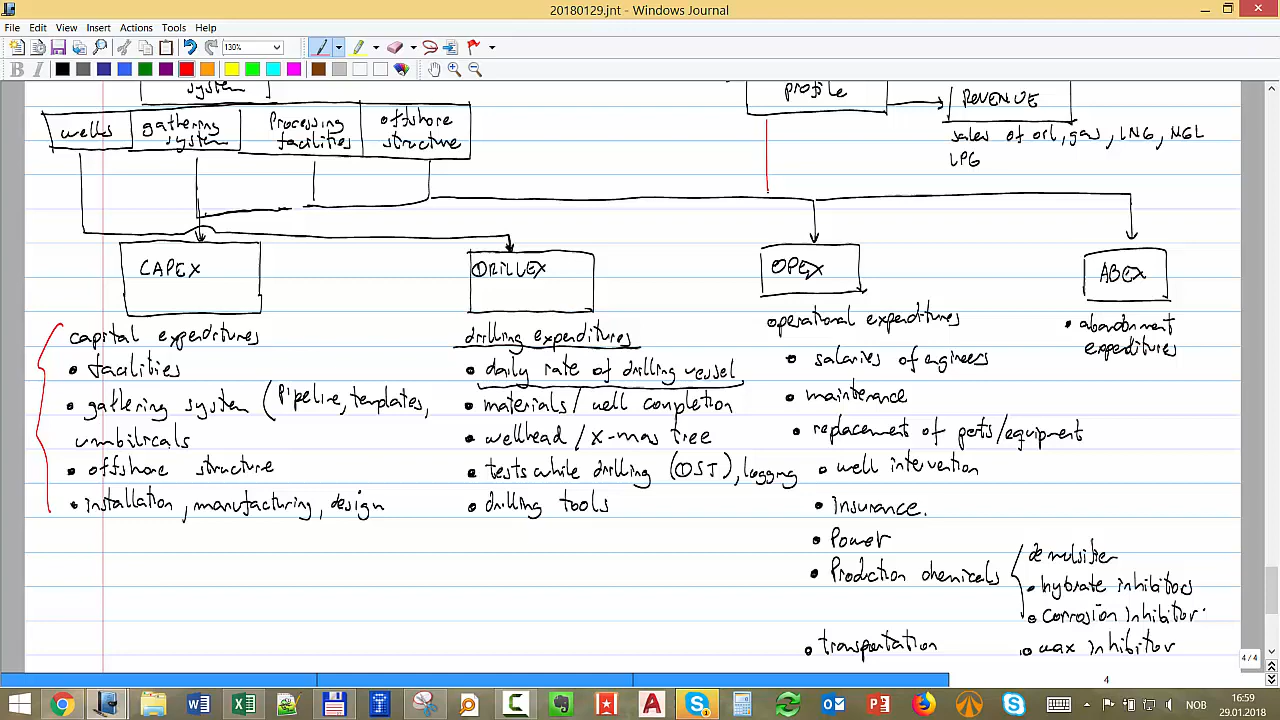 20180129.jnt - Windows Journal
File Edit View Insert Actions Tools Help
130%
B I
system
profile
REVENUE
sales of oil, gas, LNG, NGL
LPG
wells
gathering system
Processing facilities
offshore structure
CAPEX
capital expenditures
• facilities
• gathering system (Pipeline, templates,
umbilicals
• offshore structure
• installation, manufacturing, design
DRILLEX
drilling expenditures
• daily rate of drilling vessel
• materials / well completion
• wellhead / X-mas tree
• tests while drilling (DST), logging
• drilling tools
OPEX
operational expenditures
• salaries of engineers
• maintenance
• replacement of parts/equipment
• well intervention
• Insurance.
• Power
• Production chemicals
demulsifier
• hydrate inhibitors
• corrosion inhibitor
• wax inhibitor
• transportation
ABEX
• abandonment
expenditures
4/4
4
NOB
16:59
29.01.2018